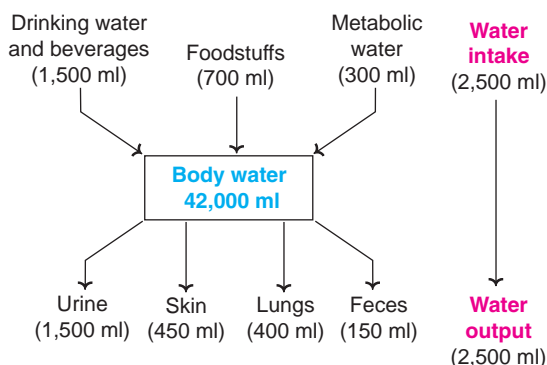 Drinking water
and beverages
(1,500 ml)
Foodstuffs
(700 ml)
Metabolic
water
(300 ml)
Water
intake
(2,500 ml)
Body water
42,000 ml
Urine
(1,500 ml)
Skin
(450 ml)
Lungs
(400 ml)
Feces
(150 ml)
Water
output
(2,500 ml)